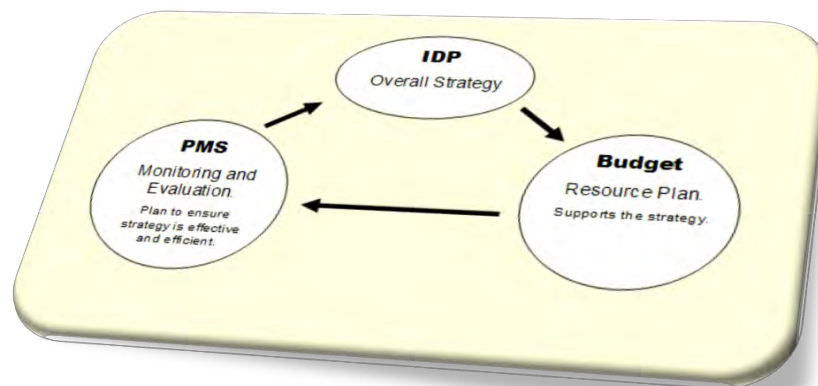 IDP
Overall Strategy
PMS
Monitoring and
Evaluation.
Plan to ensure
strategy is effective
and efficient.
Budget
Resource Plan.
Supports the strategy.